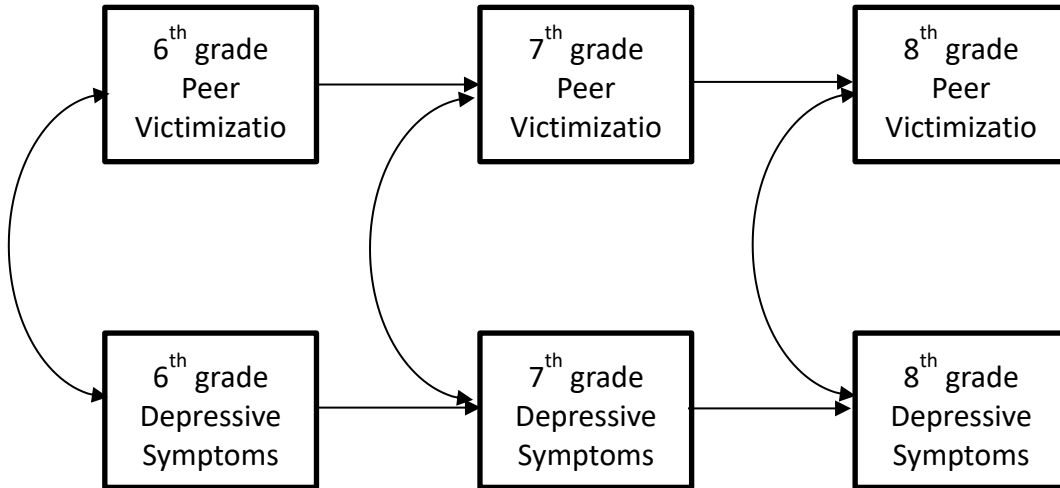 6th grade
Peer
Victimizatio
7th grade
Peer
Victimizatio
8th grade
Peer
Victimizatio
6th grade
Depressive
Symptoms
7th grade
Depressive
Symptoms
8th grade
Depressive
Symptoms